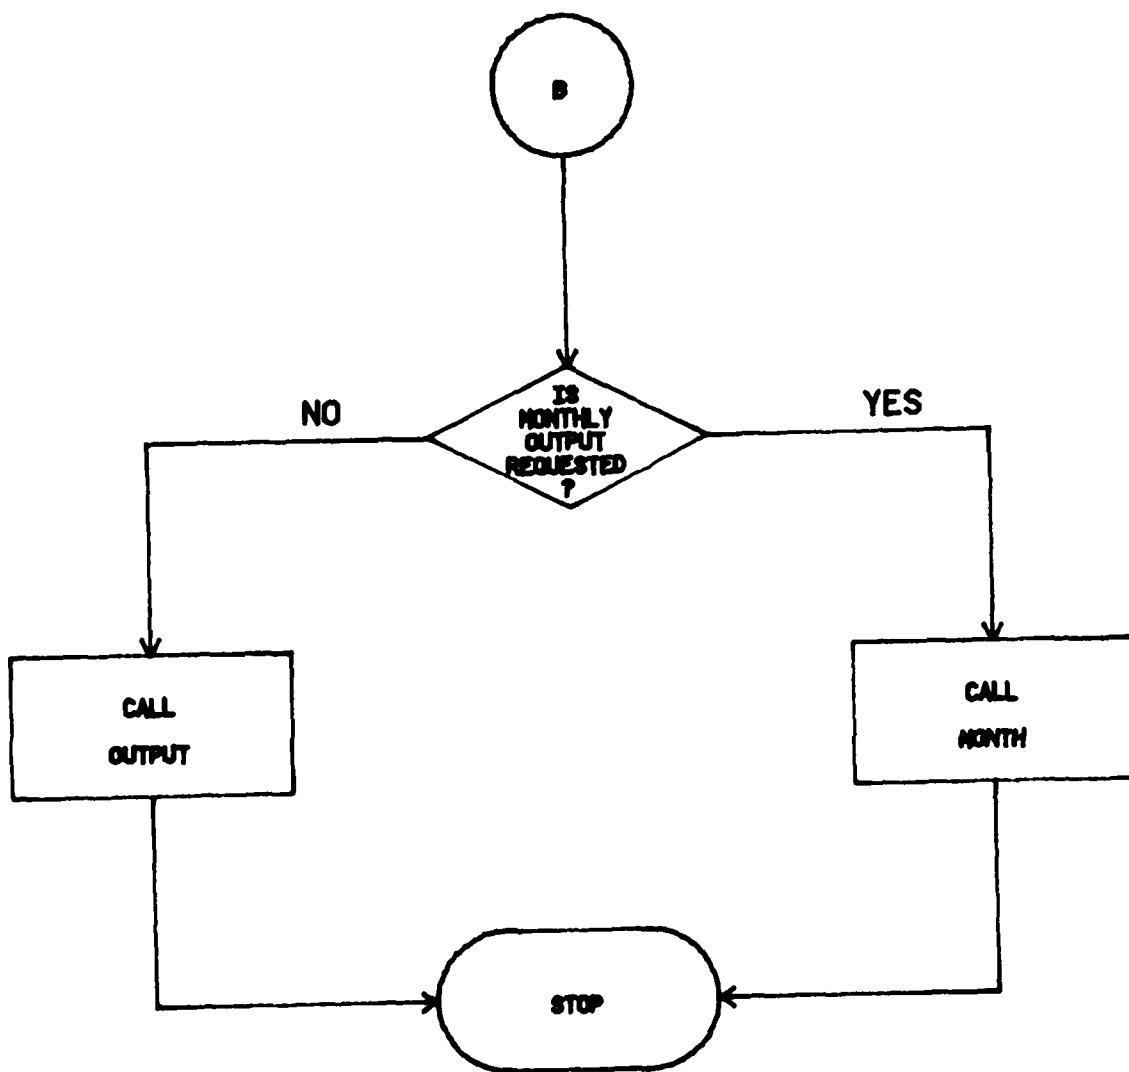 B
IS
MONTHLY
OUTPUT
REQUESTED
?
NO
YES
CALL
OUTPUT
CALL
MONTH
STOP